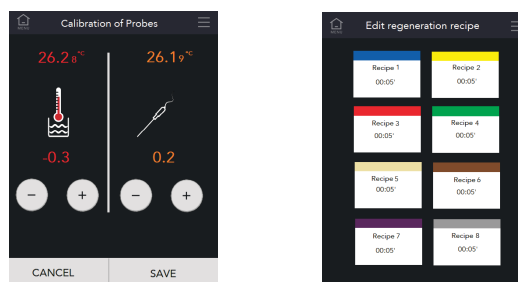 Calibration of Probes
MENU
26.28°C
26.19°C
-0.3
0.2
- + - +
CANCEL
SAVE
Edit regeneration recipe
MENU
Recipe 1
00:05'
Recipe 2
00:05'
Recipe 3
00:05'
Recipe 4
00:05'
Recipe 5
00:05'
Recipe 6
00:05'
Recipe 7
00:05'
Recipe 8
00:05'